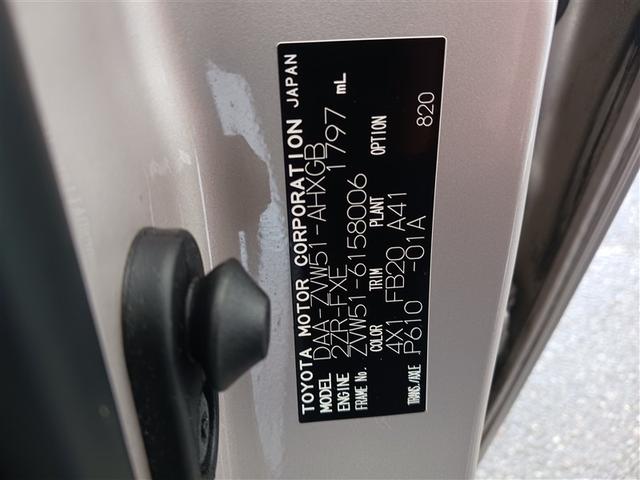 TOYOTA MOTOR CORPORATION JAPAN
MODEL DAA-ZVW51-AHXGB
ENGINE 2ZR-FXE 1797 mL
FRAME No. ZVW51-6158006
COLOR TRIM PLANT OPTION
4X1 FB20 A41 820
TRANS./AXLE P610 -01A